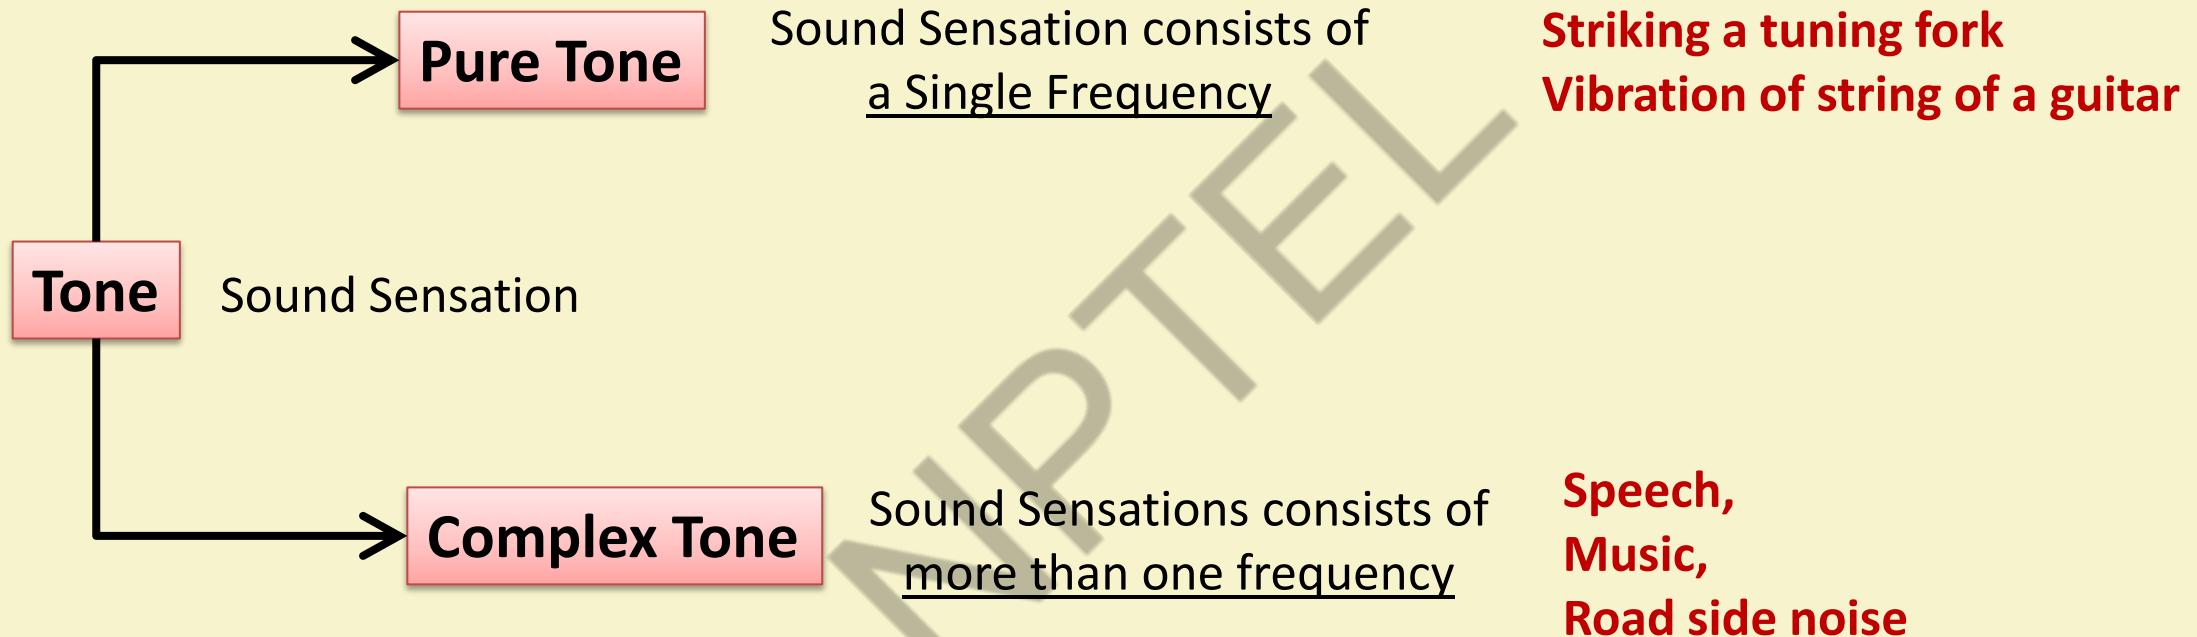 Pure Tone
Sound Sensation consists of
a Single Frequency
Striking a tuning fork
Vibration of string of a guitar
Tone
Sound Sensation
Complex Tone
Sound Sensations consists of
more than one frequency
Speech,
Music,
Road side noise
NPTEL